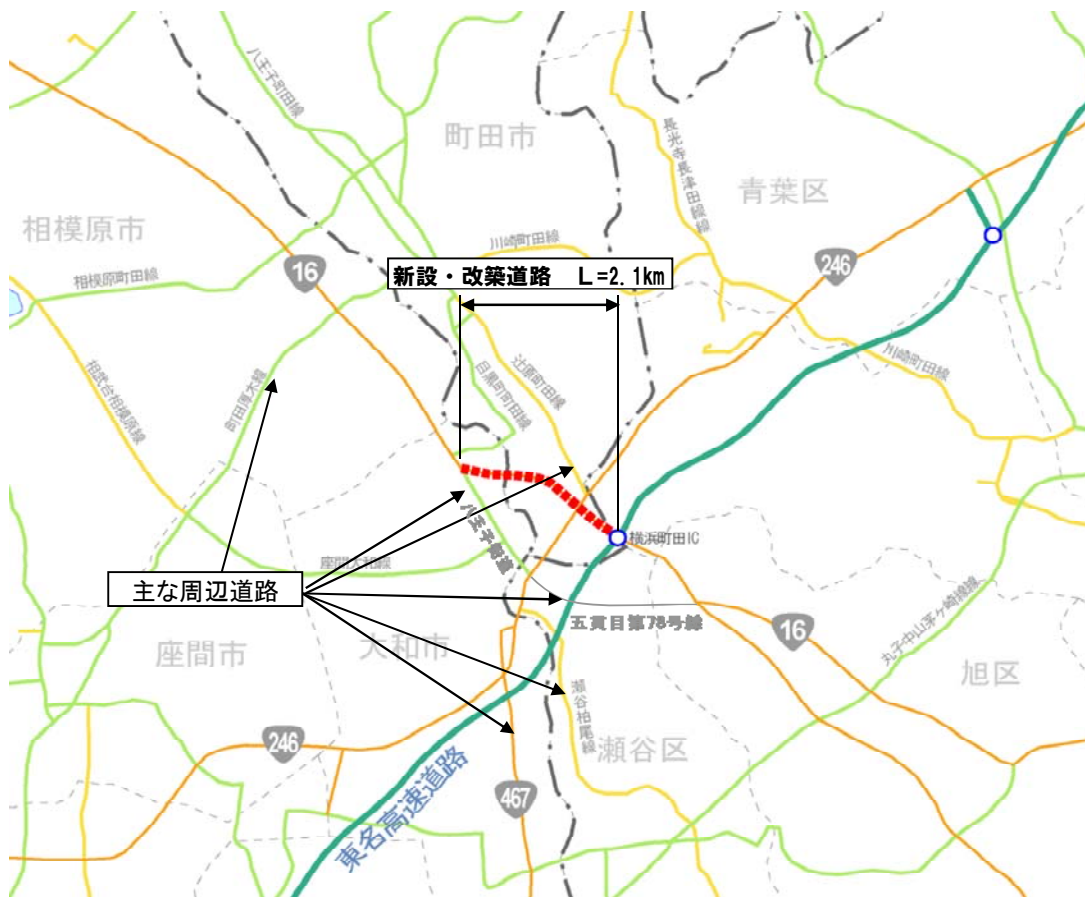 八王子町田線
町田市
長光寺長津田線線
青葉区
相模原市
川崎町田線
16
相模原町田線
新設・改築道路　L=2.1km
246
相武台相模原線
町田厚木線
目黒町町田線
辻原町田線
川崎町田線
八王子街道
横浜町田IC
座間大和線
主な周辺道路
五貫目第78号線
16
丸子中山茅ヶ崎線線
座間市
大和市
旭区
瀬谷柏尾線
瀬谷区
246
467
東名高速道路